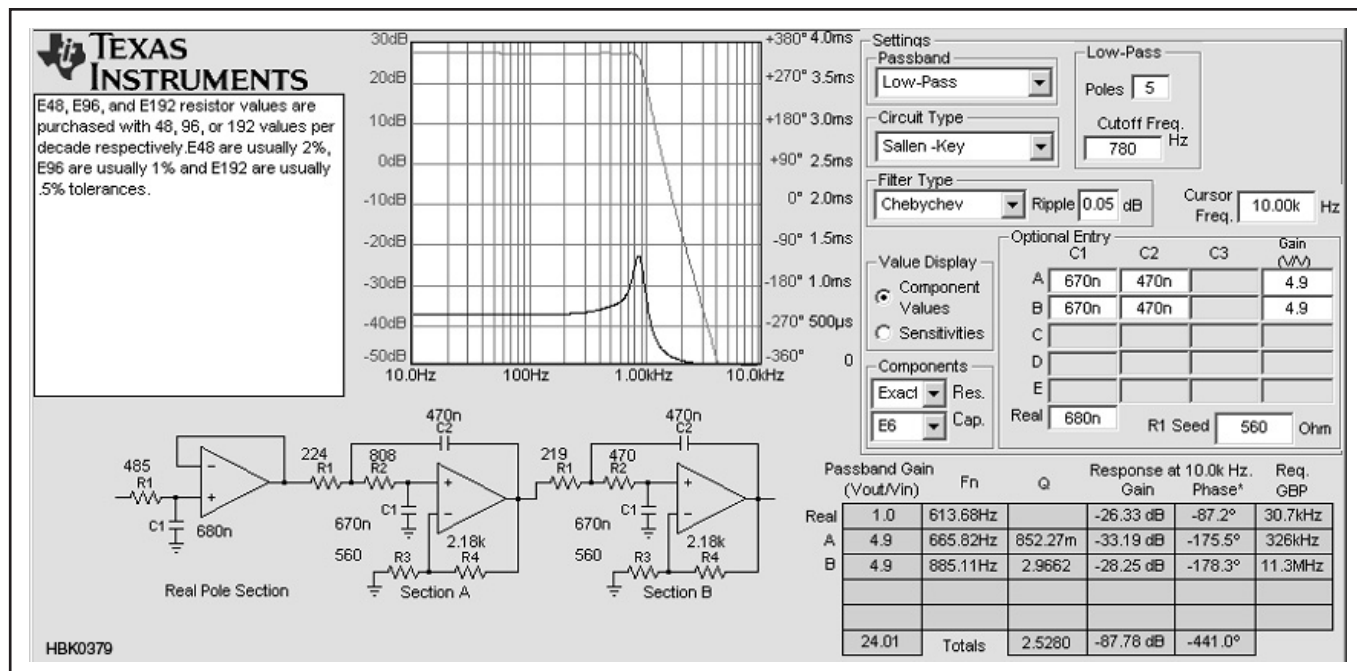 TEXAS
INSTRUMENTS
E48, E96, and E192 resistor values are
purchased with 48, 96, or 192 values per
decade respectively.E48 are usually 2%,
E96 are usually 1% and E192 are usually
.5% tolerances.
30dB
20dB
10dB
0dB
-10dB
-20dB
-30dB
-40dB
-50dB
10.0Hz 100Hz 1.00kHz 10.0kHz
+380° 4.0ms
+270° 3.5ms
+180° 3.0ms
+90° 2.5ms
0° 2.0ms
-90° 1.5ms
-180° 1.0ms
-270° 500µs
-360° 0
Settings
Passband
Low-Pass
Low-Pass
Poles 5
Cutoff Freq.
780 Hz
Circuit Type
Sallen -Key
Filter Type
Chebychev Ripple 0.05 dB
Cursor
Freq. 10.00k Hz
Value Display
Component
Values
Sensitivities
Components
Exact Res.
E6 Cap.
Optional Entry
C1 C2 C3 Gain
(V/V)
A 670n 470n 4.9
B 670n 470n 4.9
C
D
E
Real 680n R1 Seed 560 Ohm
485
R1
C1
680n
Real Pole Section
470n
C2
224 808
R1 R2
C1
670n
560 2.18k
R3 R4
Section A
470n
C2
219 470
R1 R2
C1
670n
560 2.18k
R3 R4
Section B
Passband Gain
(Vout/Vin) Fn Q Response at 10.0k Hz.
Gain Phase* Req.
GBP
Real 1.0 613.68Hz -26.33 dB -87.2° 30.7kHz
A 4.9 665.82Hz 852.27m -33.19 dB -175.5° 326kHz
B 4.9 885.11Hz 2.9662 -28.25 dB -178.3° 11.3MHz
24.01 Totals 2.5280 -87.78 dB -441.0°
HBK0379